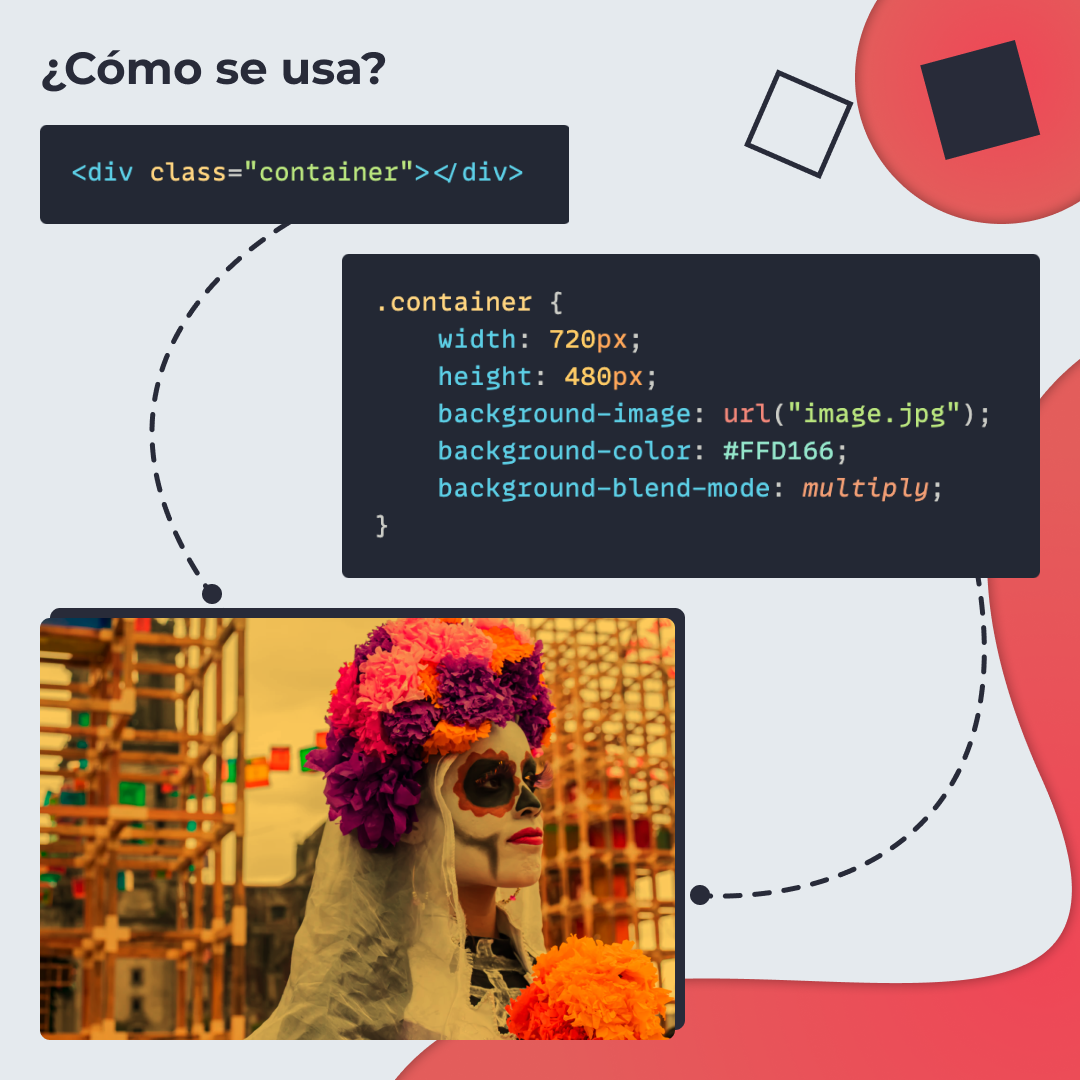 ¿Cómo se usa?
<div class="container"></div>
.container {
    width: 720px;
    height: 480px;
    background-image: url("image.jpg");
    background-color: #FFD166;
    background-blend-mode: multiply;
}